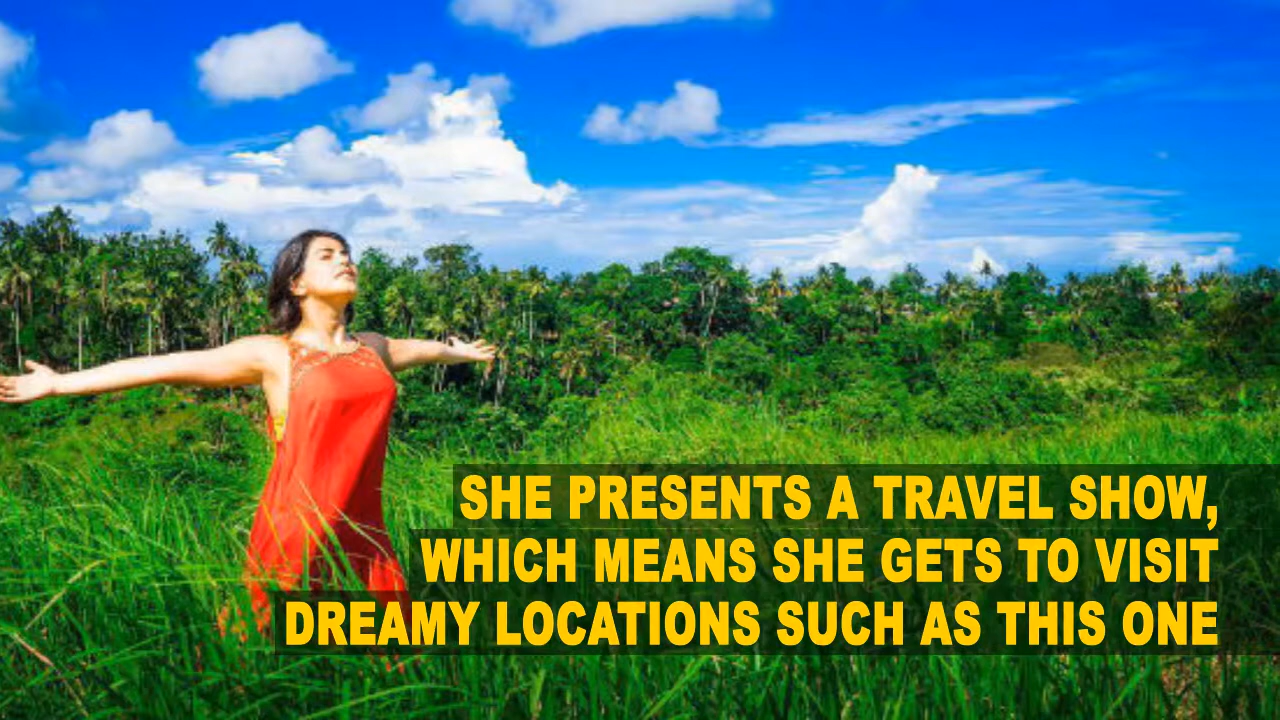 SHE PRESENTS A TRAVEL SHOW,
WHICH MEANS SHE GETS TO VISIT
DREAMY LOCATIONS SUCH AS THIS ONE